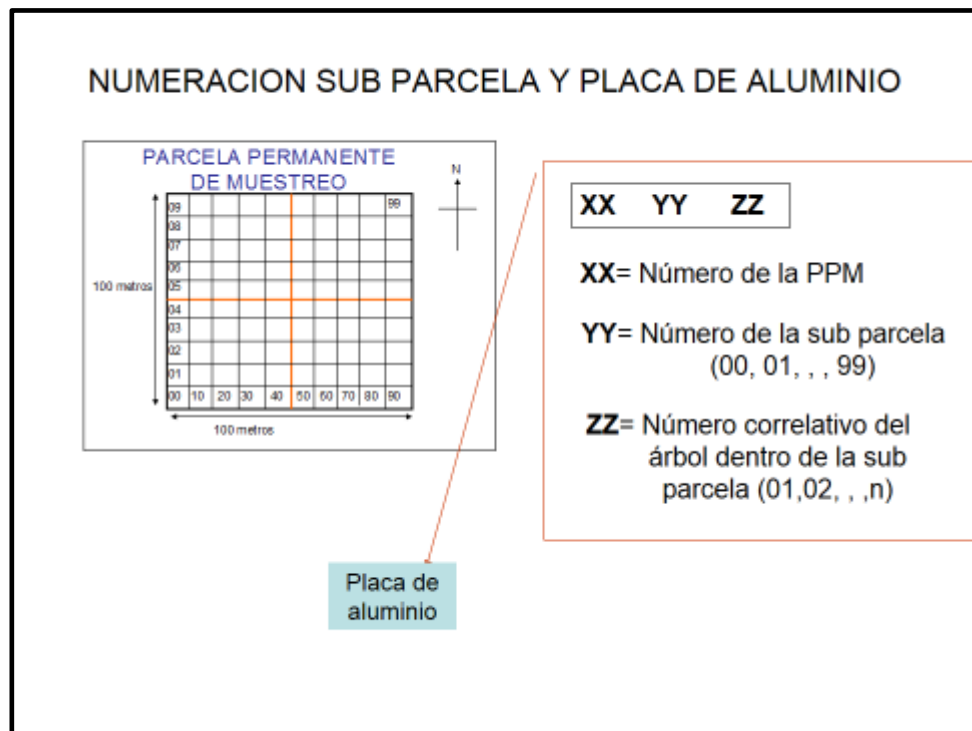 NUMERACION SUB PARCELA Y PLACA DE ALUMINIO
PARCELA PERMANENTE
DE MUESTREO
N
09
99
08
07
06
05
100 metros
04
03
02
01
00 10 20 30 40 50 60 70 80 90
100 metros
XX YY ZZ
XX= Número de la PPM
YY= Número de la sub parcela
(00, 01, , , 99)
ZZ= Número correlativo del
árbol dentro de la sub
parcela (01,02, , ,n)
Placa de
aluminio